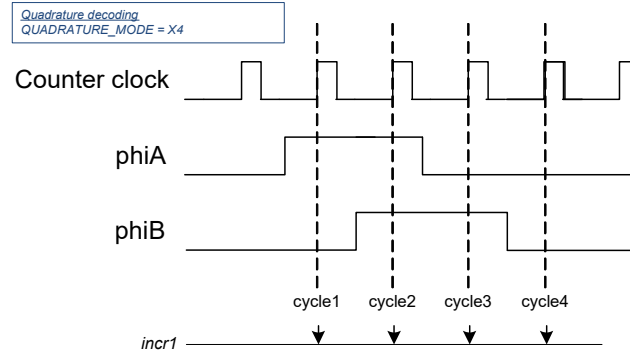 Quadrature decoding
QUADRATURE_MODE = X4
Counter clock
phiA
phiB
cycle1 cycle2 cycle3 cycle4
incr1